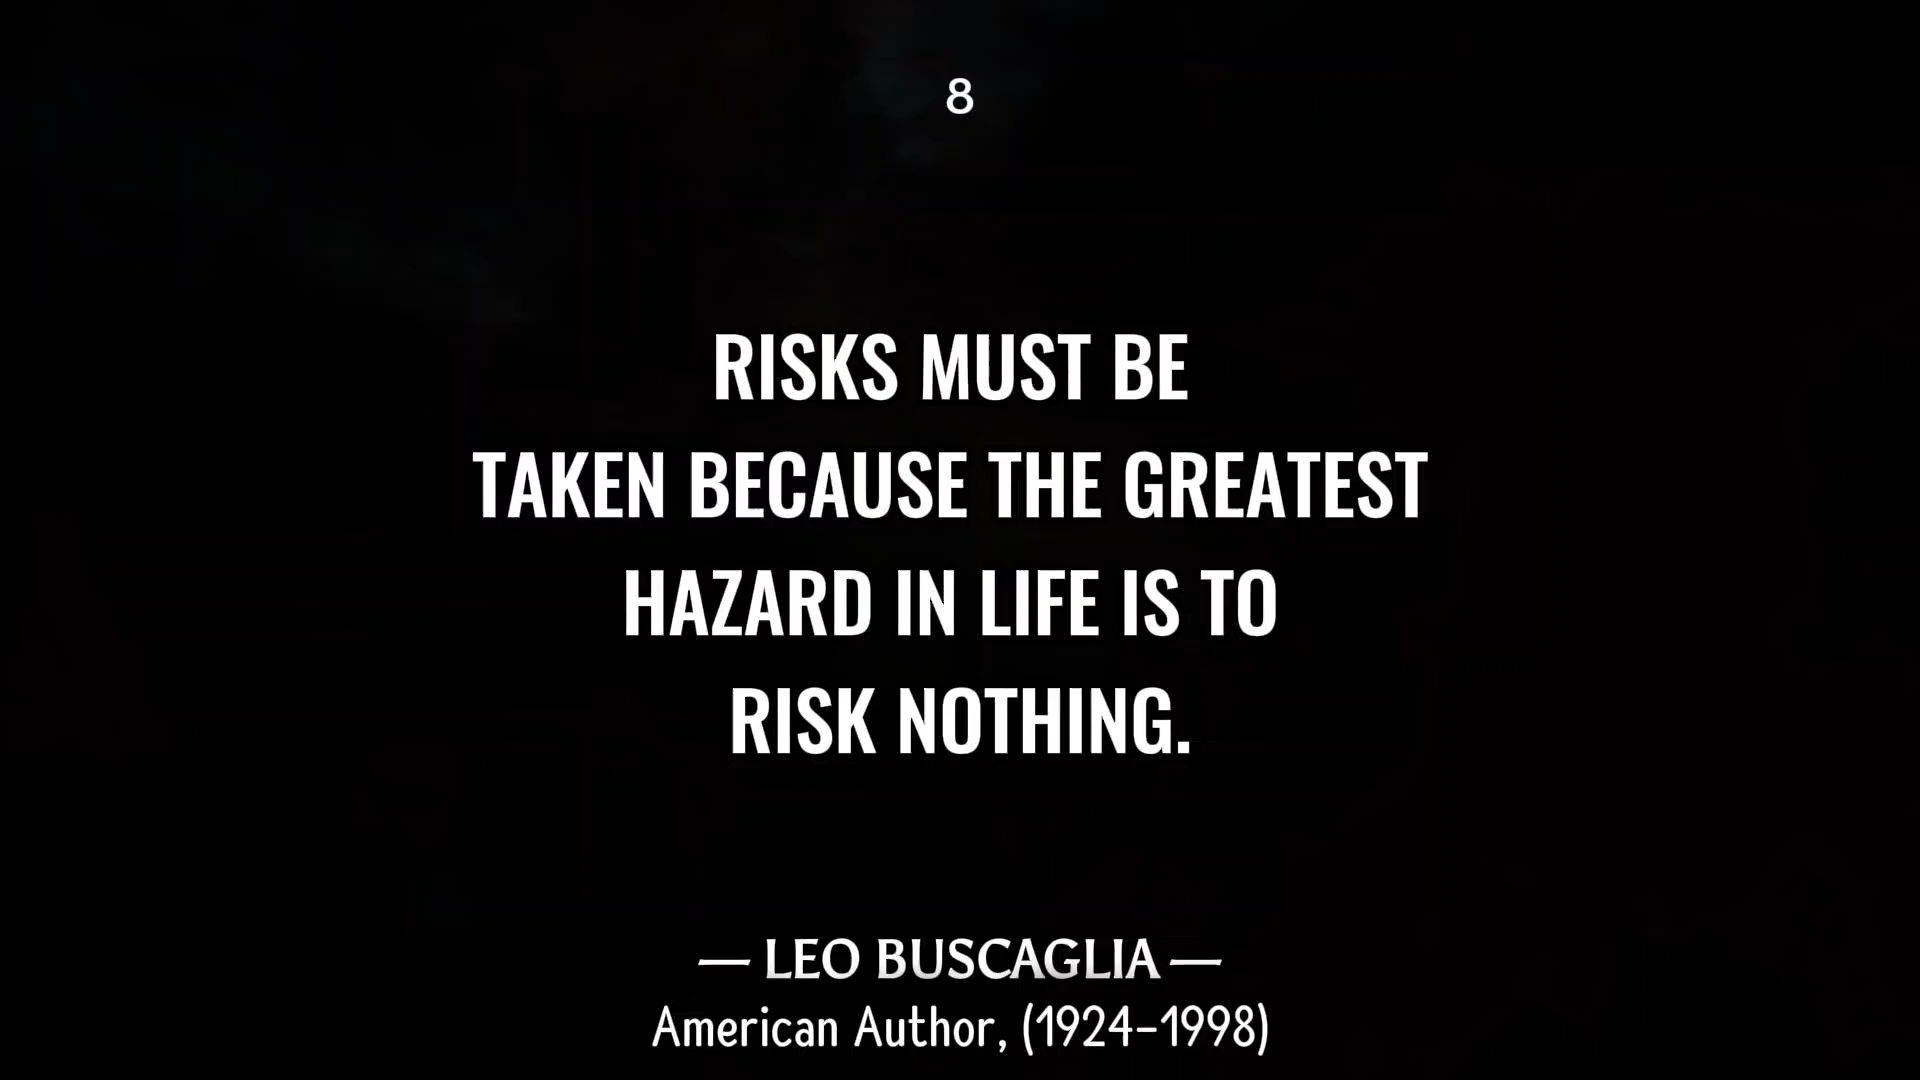 8
RISKS MUST BE
TAKEN BECAUSE THE GREATEST
HAZARD IN LIFE IS TO
RISK NOTHING.
— LEO BUSCAGLIA —
American Author, (1924-1998)